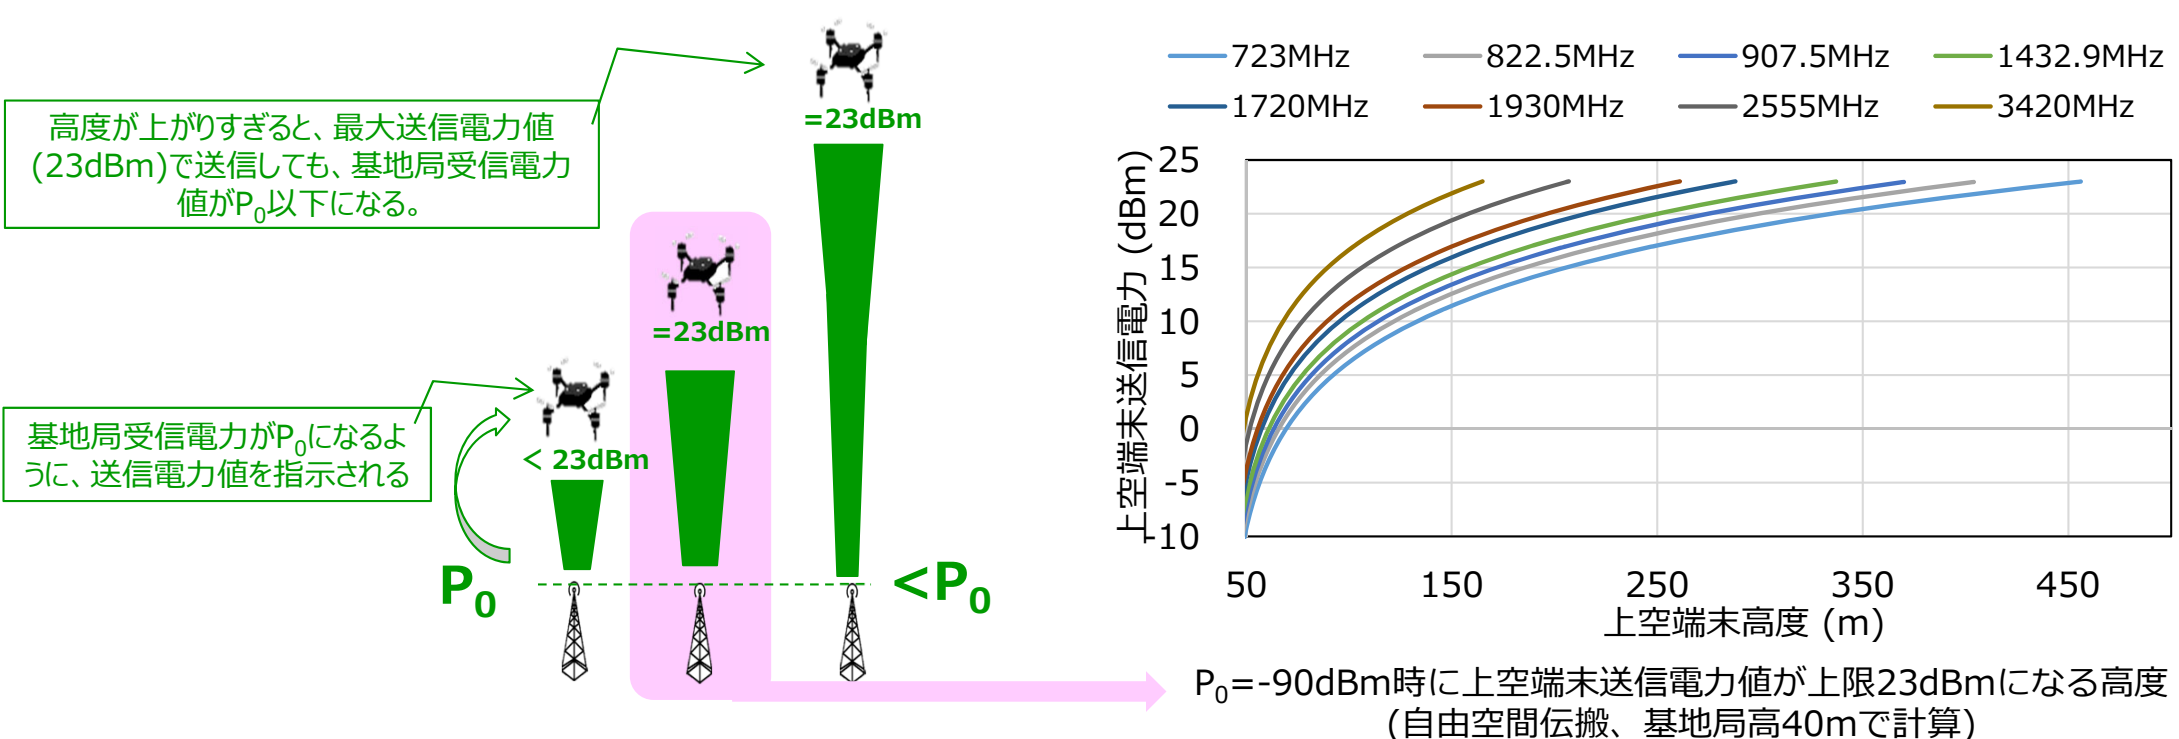 高度が上がりすぎると、最大送信電力値
(23dBm)で送信しても、基地局受信電力
値がP0以下になる。
=23dBm
=23dBm
基地局受信電力がP0になるよ
うに、送信電力値を指示される
< 23dBm
P0
<P0
723MHz 822.5MHz 907.5MHz 1432.9MHz
1720MHz 1930MHz 2555MHz 3420MHz
上空端末送信電力 (dBm)
25
20
15
10
5
0
-5
-10
50 150 250 350 450
上空端末高度 (m)
P0=-90dBm時に上空端末送信電力値が上限23dBmになる高度
(自由空間伝搬、基地局高40mで計算)